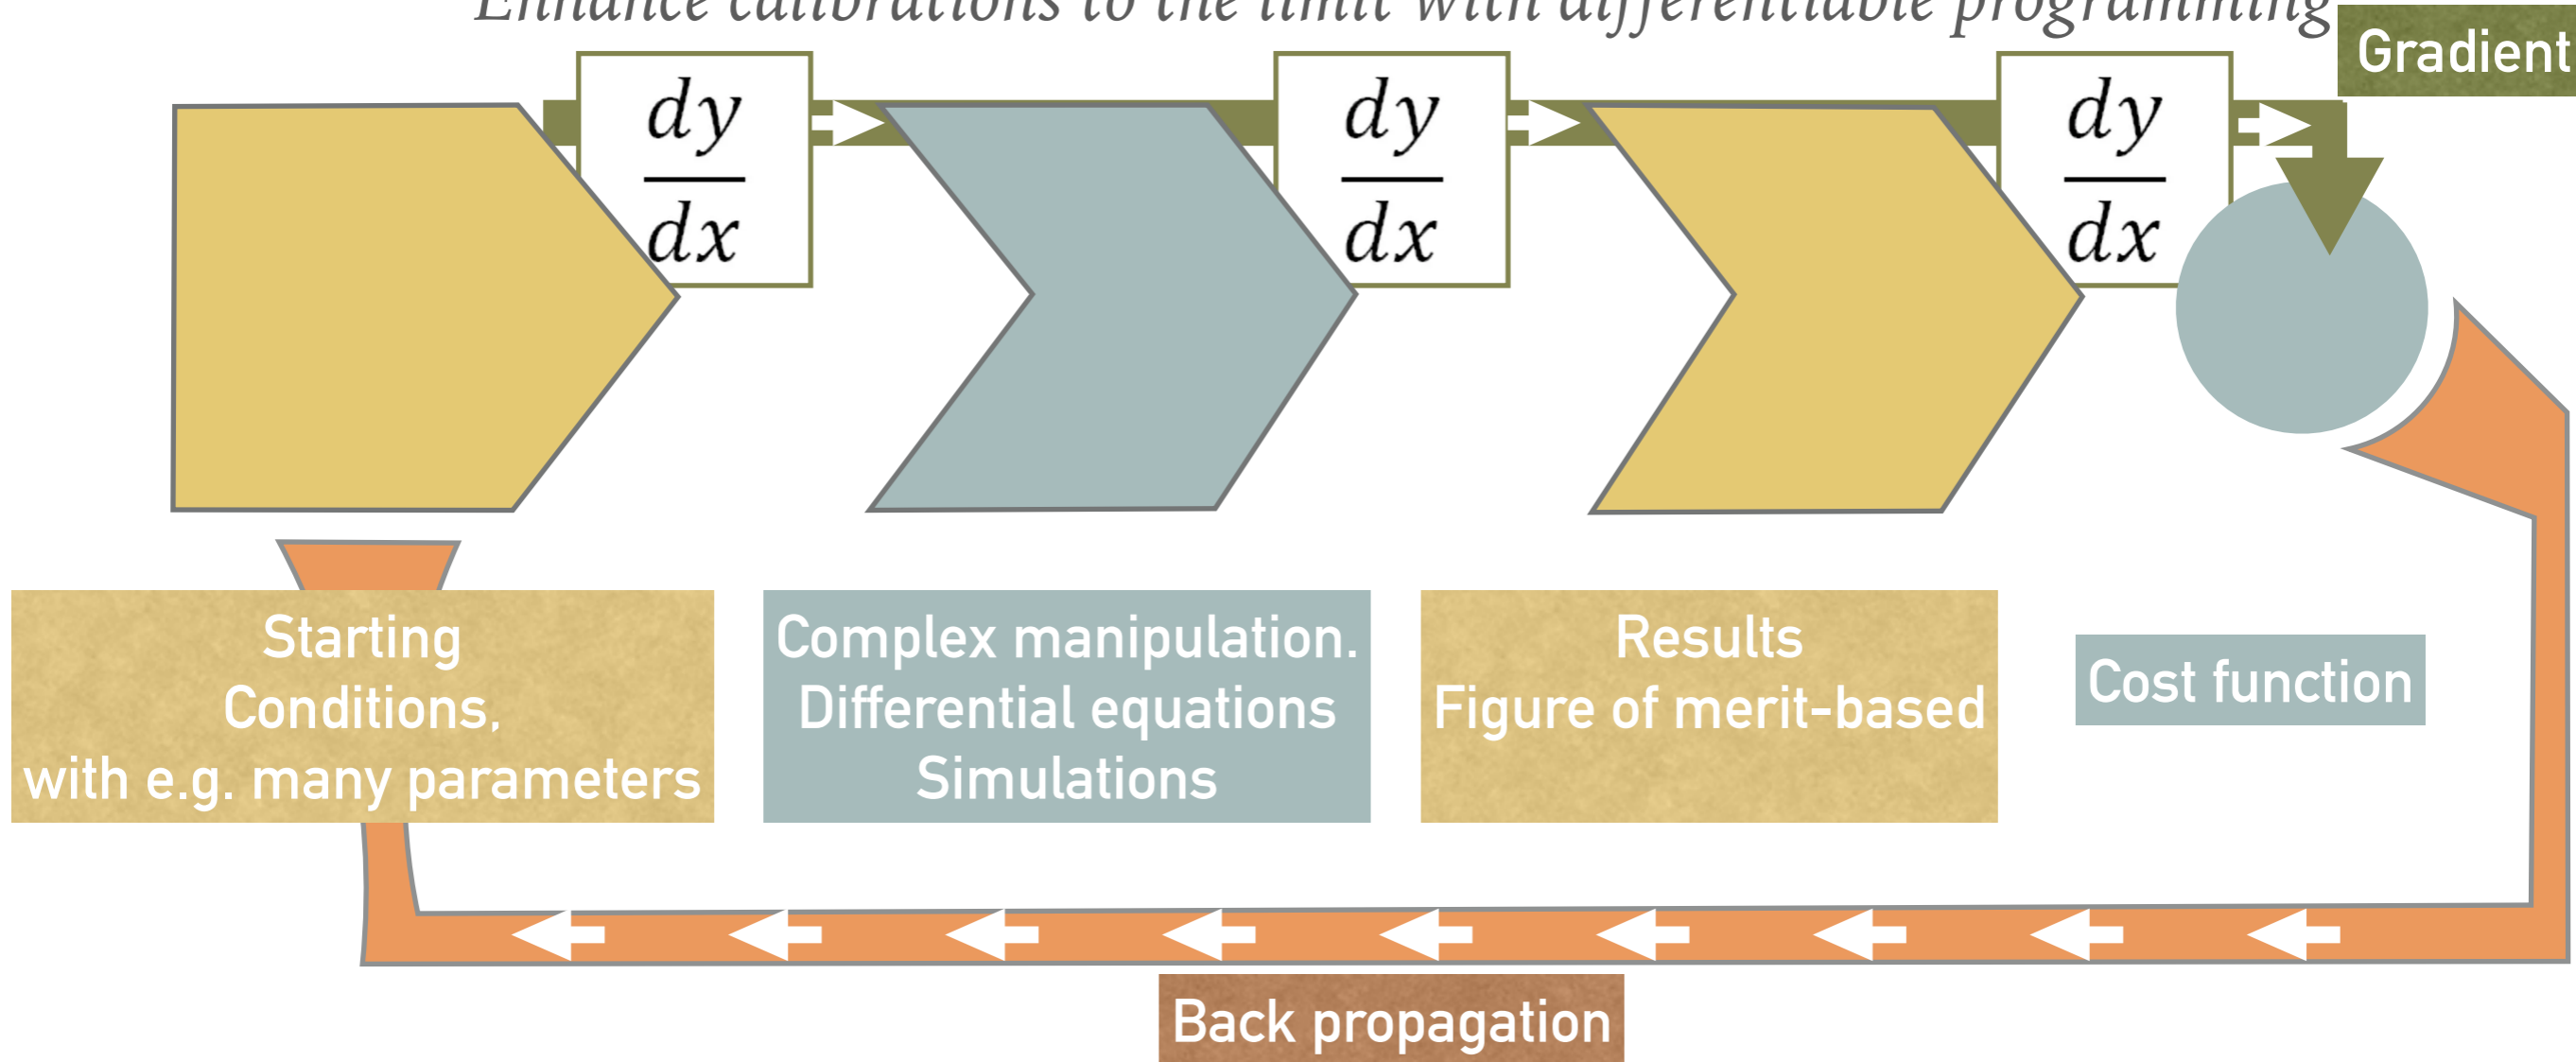 Enhance calibrations to the limit with differentiable programming
Gradient
dy
dx
dy
dx
dy
dx
Starting
Conditions,
with e.g. many parameters
Complex manipulation.
Differential equations
Simulations
Results
Figure of merit-based
Cost function
Back propagation